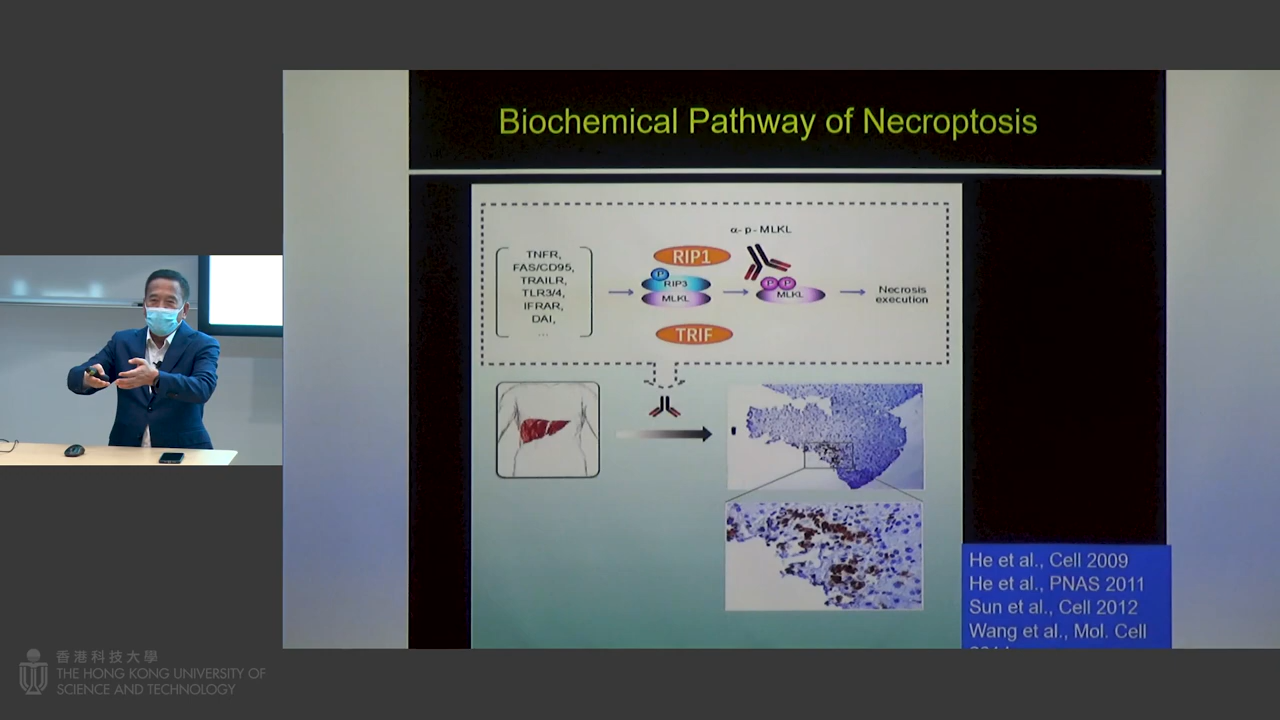 Biochemical Pathway of Necroptosis
α- p- MLKL
TNFR,
FAS/CD95,
TRAILR,
TLR3/4,
IFRAR,
DAI,
...
RIP1
P
RIP3
MLKL
P P
MLKL
Necrosis
execution
TRIF
He et al., Cell 2009
He et al., PNAS 2011
Sun et al., Cell 2012
Wang et al., Mol. Cell
香港科技大學
THE HONG KONG UNIVERSITY OF
SCIENCE AND TECHNOLOGY